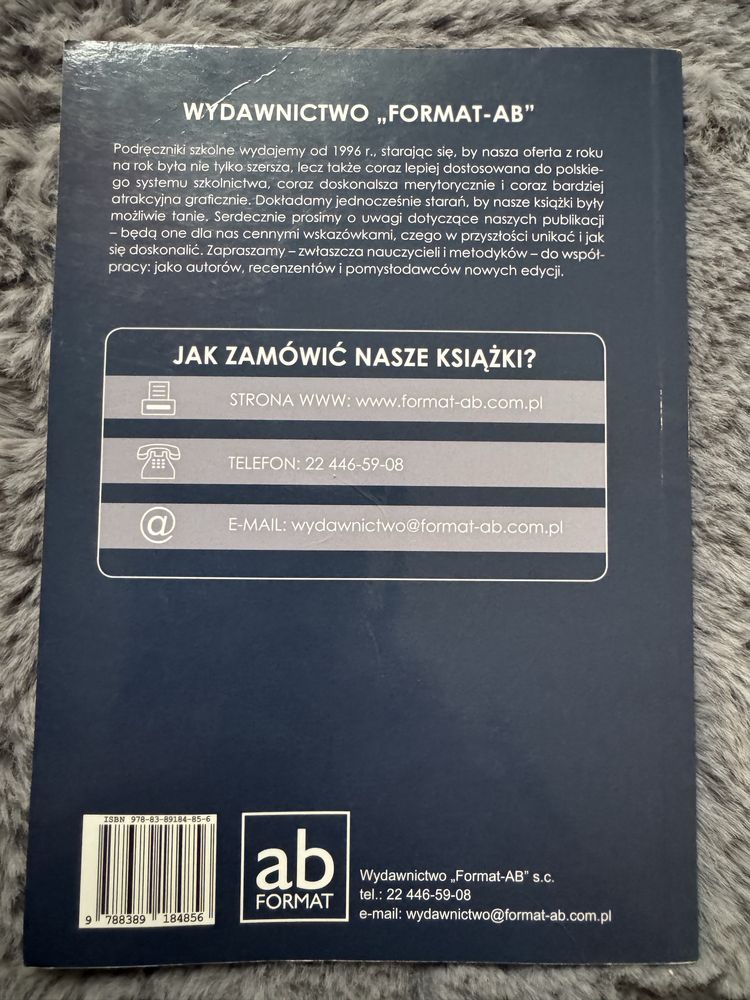 WYDAWNICTWO „FORMAT-AB”
Podręczniki szkolne wydajemy od 1996 r., starając się, by nasza oferta z roku
na rok była nie tylko szersza, lecz także coraz lepiej dostosowana do polskie-
go systemu szkolnictwa, coraz doskonalsza merytorycznie i coraz bardziej
atrakcyjna graficznie. Dokładamy jednocześnie starań, by nasze książki były
możliwie tanie. Serdecznie prosimy o uwagi dotyczące naszych publikacji
– będą one dla nas cennymi wskazówkami, czego w przyszłości unikać i jak
się doskonalić. Zapraszamy – zwłaszcza nauczycieli i metodyków – do współ-
pracy: jako autorów, recenzentów i pomysłodawców nowych edycji.
JAK ZAMÓWIĆ NASZE KSIĄŻKI?
STRONA WWW: www.format-ab.com.pl
TELEFON: 22 446-59-08
@ E-MAIL: wydawnictwo@format-ab.com.pl
ISBN 978-83-89184-85-6
9 788389 184856
ab
FORMAT
Wydawnictwo „Format-AB” s.c.
tel.: 22 446-59-08
e-mail: wydawnictwo@format-ab.com.pl